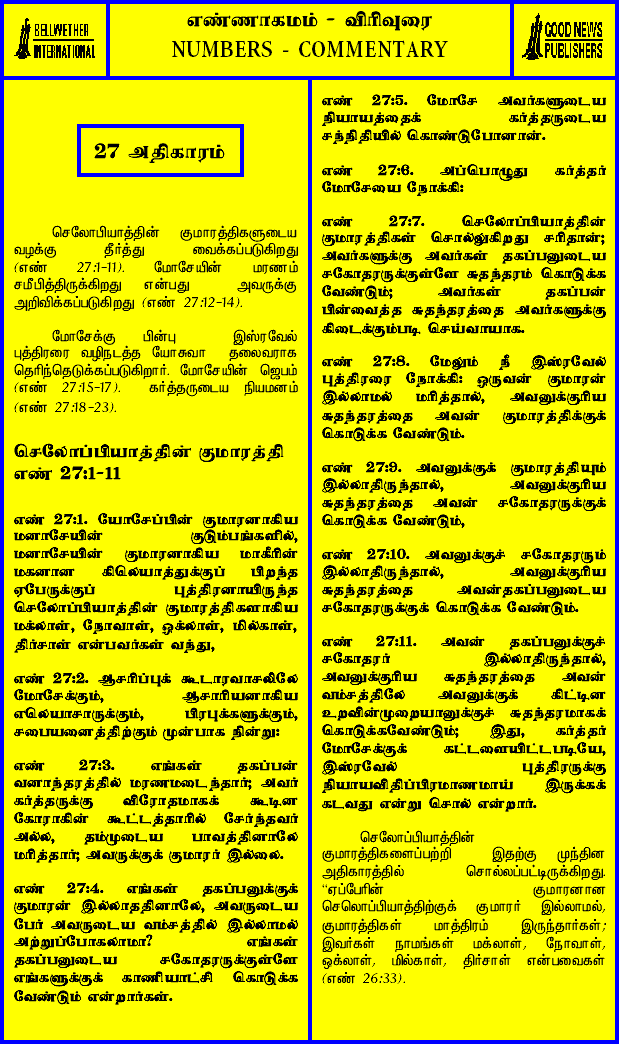 BELLWETHER
INTERNATIONAL
எண்ணாகமம் - விரிவுரை
NUMBERS - COMMENTARY
GOOD NEWS
PUBLISHERS
27 அதிகாரம்
செலோபியாத்தின் குமாரத்திகளுடைய
வழக்கு தீர்த்து வைக்கப்படுகிறது
(எண் 27:1-11). மோசேயின் மரணம்
சமீபித்திருக்கிறது என்பது அவருக்கு
அறிவிக்கப்படுகிறது (எண் 27:12-14).
மோசேக்கு பின்பு இஸ்ரவேல்
புத்திரரை வழிநடத்த யோசுவா தலைவராக
தெரிந்தெடுக்கப்படுகிறார். மோசேயின் ஜெபம்
(எண் 27:15-17). கர்த்தருடைய நியமனம்
(எண் 27:18-23).
செலோப்பியாத்தின் குமாரத்தி
எண் 27:1-11
எண் 27:1. யோசேப்பின் குமாரனாகிய
மனாசேயின் குடும்பங்களில்,
மனாசேயின் குமாரனாகிய மாகீரின்
மகனான கிலெயாத்துக்குப் பிறந்த
ஏபேருக்குப் புத்திரனாயிருந்த
செலோப்பியாத்தின் குமாரத்திகளாகிய
மக்லாள், நோவாள், ஒக்லாள், மில்காள்,
திர்சாள் என்பவர்கள் வந்து,
எண் 27:2. ஆசரிப்புக் கூடாரவாசலிலே
மோசேக்கும், ஆசாரியனாகிய
எலெயாசாருக்கும், பிரபுக்களுக்கும்,
சபையனைத்திற்கும் முன்பாக நின்று:
எண் 27:3. எங்கள் தகப்பன்
வனாந்தரத்தில் மரணமடைந்தார்; அவர்
கர்த்தருக்கு விரோதமாகக் கூடின
கோராகின் கூட்டத்தாரில் சேர்ந்தவர்
அல்ல, தம்முடைய பாவத்தினாலே
மரித்தார்; அவருக்குக் குமாரர் இல்லை.
எண் 27:4. எங்கள் தகப்பனுக்குக்
குமாரன் இல்லாததினாலே, அவருடைய
பேர் அவருடைய வம்சத்தில் இல்லாமல்
அற்றுப்போகலாமா? எங்கள்
தகப்பனுடைய சகோதரருக்குள்ளே
எங்களுக்குக் காணியாட்சி கொடுக்க
வேண்டும் என்றார்கள்.
எண் 27:5. மோசே அவர்களுடைய
நியாயத்தைக் கர்த்தருடைய
சந்நிதியில் கொண்டுபோனான்.
எண் 27:6. அப்பொழுது கர்த்தர்
மோசேயை நோக்கி:
எண் 27:7. செலோப்பியாத்தின்
குமாரத்திகள் சொல்லுகிறது சரிதான்;
அவர்களுக்கு அவர்கள் தகப்பனுடைய
சகோதரருக்குள்ளே சுதந்தரம் கொடுக்க
வேண்டும்; அவர்கள் தகப்பன்
பின்வைத்த சுதந்தரத்தை அவர்களுக்கு
கிடைக்கும்படி செய்வாயாக.
எண் 27:8. மேலும் நீ இஸ்ரவேல்
புத்திரரை நோக்கி: ஒருவன் குமாரன்
இல்லாமல் மரித்தால், அவனுக்குரிய
சுதந்தரத்தை அவன் குமாரத்திக்குக்
கொடுக்க வேண்டும்.
எண் 27:9. அவனுக்குக் குமாரத்தியும்
இல்லாதிருந்தால், அவனுக்குரிய
சுதந்தரத்தை அவன் சகோதரருக்குக்
கொடுக்க வேண்டும்,
எண் 27:10. அவனுக்குச் சகோதரரும்
இல்லாதிருந்தால், அவனுக்குரிய
சுதந்தரத்தை அவன்தகப்பனுடைய
சகோதரருக்குக் கொடுக்க வேண்டும்.
எண் 27:11. அவன் தகப்பனுக்குச்
சகோதரர் இல்லாதிருந்தால்,
அவனுக்குரிய சுதந்தரத்தை அவன்
வம்சத்திலே அவனுக்குக் கிட்டின
உறவின்முறையானுக்குச் சுதந்தரமாகக்
கொடுக்கவேண்டும்; இது, கர்த்தர்
மோசேக்குக் கட்டளையிட்டபடியே,
இஸ்ரவேல் புத்திரருக்கு
நியாயவிதிப்பிரமாணமாய் இருக்கக்
கடவது என்று சொல் என்றார்.
செலோப்பியாத்தின்
குமாரத்திகளைப்பற்றி இதற்கு முந்தின
அதிகாரத்தில் சொல்லப்பட்டிருக்கிறது.
"ஏப்பேரின் குமாரனான
செலொப்பியாத்திற்குக் குமாரர் இல்லாமல்,
குமாரத்திகள் மாத்திரம் இருந்தார்கள்;
இவர்கள் நாமங்கள் மக்லாள், நோவாள்,
ஒக்லாள், மில்காள், திர்சாள் என்பவைகள்
(எண் 26:33).